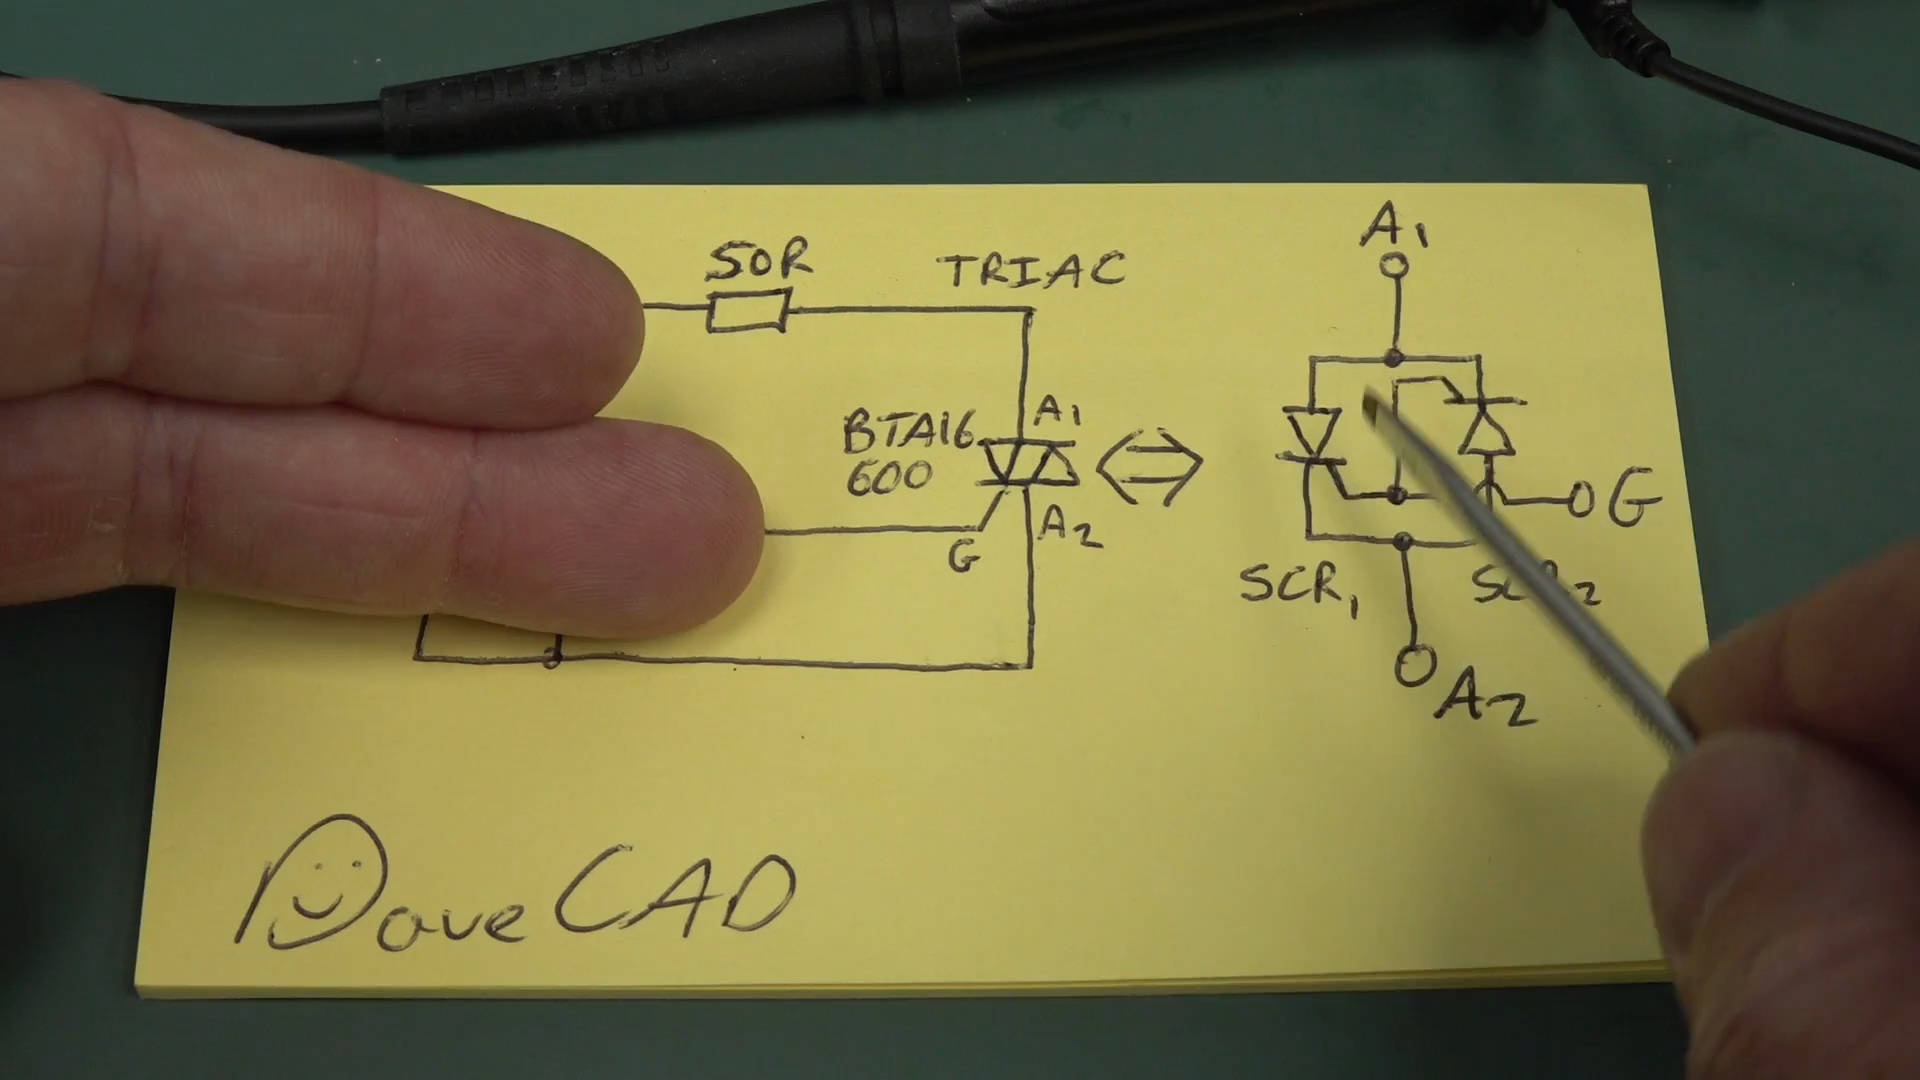 50R
TRIAC
BTA16
600
A1
A2
G
A1
G
SCR1
A2
DaveCAD